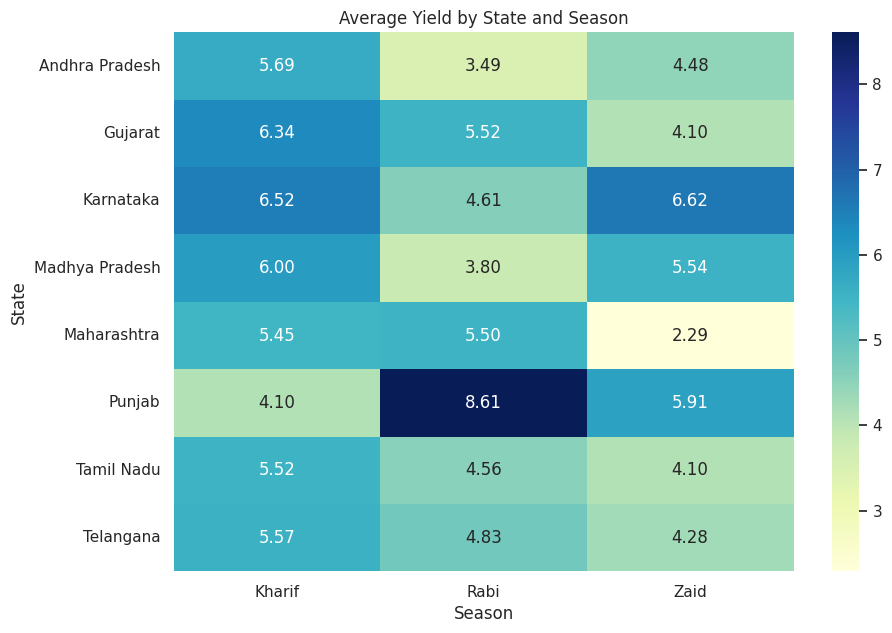 Average Yield by State and Season
State
Andhra Pradesh 5.69 3.49 4.48
Gujarat 6.34 5.52 4.10
Karnataka 6.52 4.61 6.62
Madhya Pradesh 6.00 3.80 5.54
Maharashtra 5.45 5.50 2.29
Punjab 4.10 8.61 5.91
Tamil Nadu 5.52 4.56 4.10
Telangana 5.57 4.83 4.28
Kharif Rabi Zaid
Season
8
7
6
5
4
3